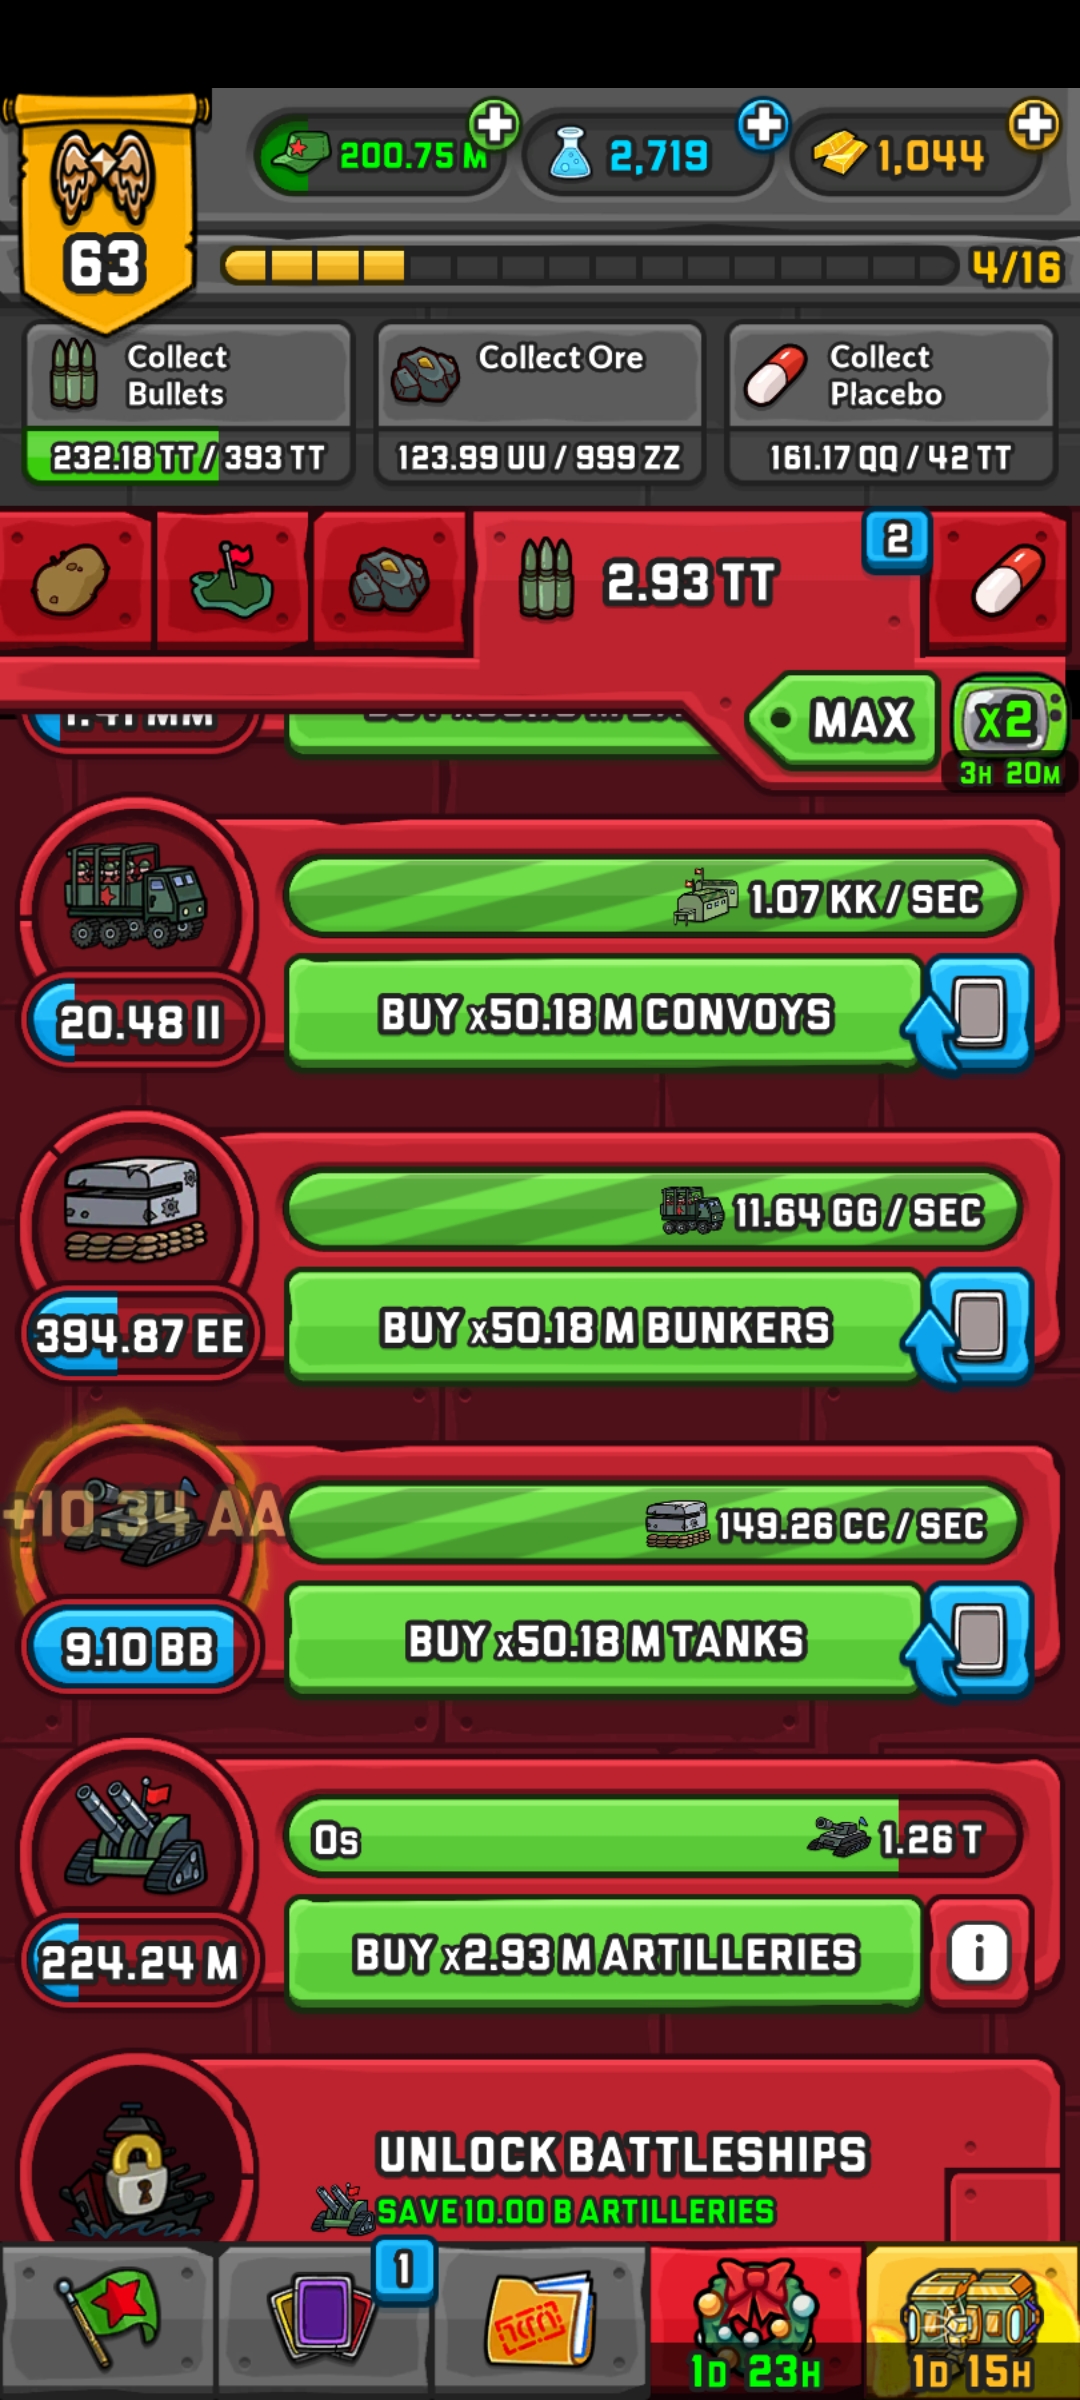 200.75 M
2,719
1,044
63
4/16
Collect
Bullets
232.18 TT / 393 TT
Collect Ore
123.99 UU / 999 ZZ
Collect
Placebo
161.17 QQ / 42 TT
2.93 TT
2
MAX
x2
3H 20M
1.07 KK / SEC
20.48 II
BUY x50.18 M CONVOYS
11.64 GG / SEC
394.87 EE
BUY x50.18 M BUNKERS
+10.34 AA
149.26 CC / SEC
9.10 BB
BUY x50.18 M TANKS
0s
1.26 T
224.24 M
BUY x2.93 M ARTILLERIES
i
UNLOCK BATTLESHIPS
SAVE 10.00 B ARTILLERIES
1
1D 23H
1D 15H